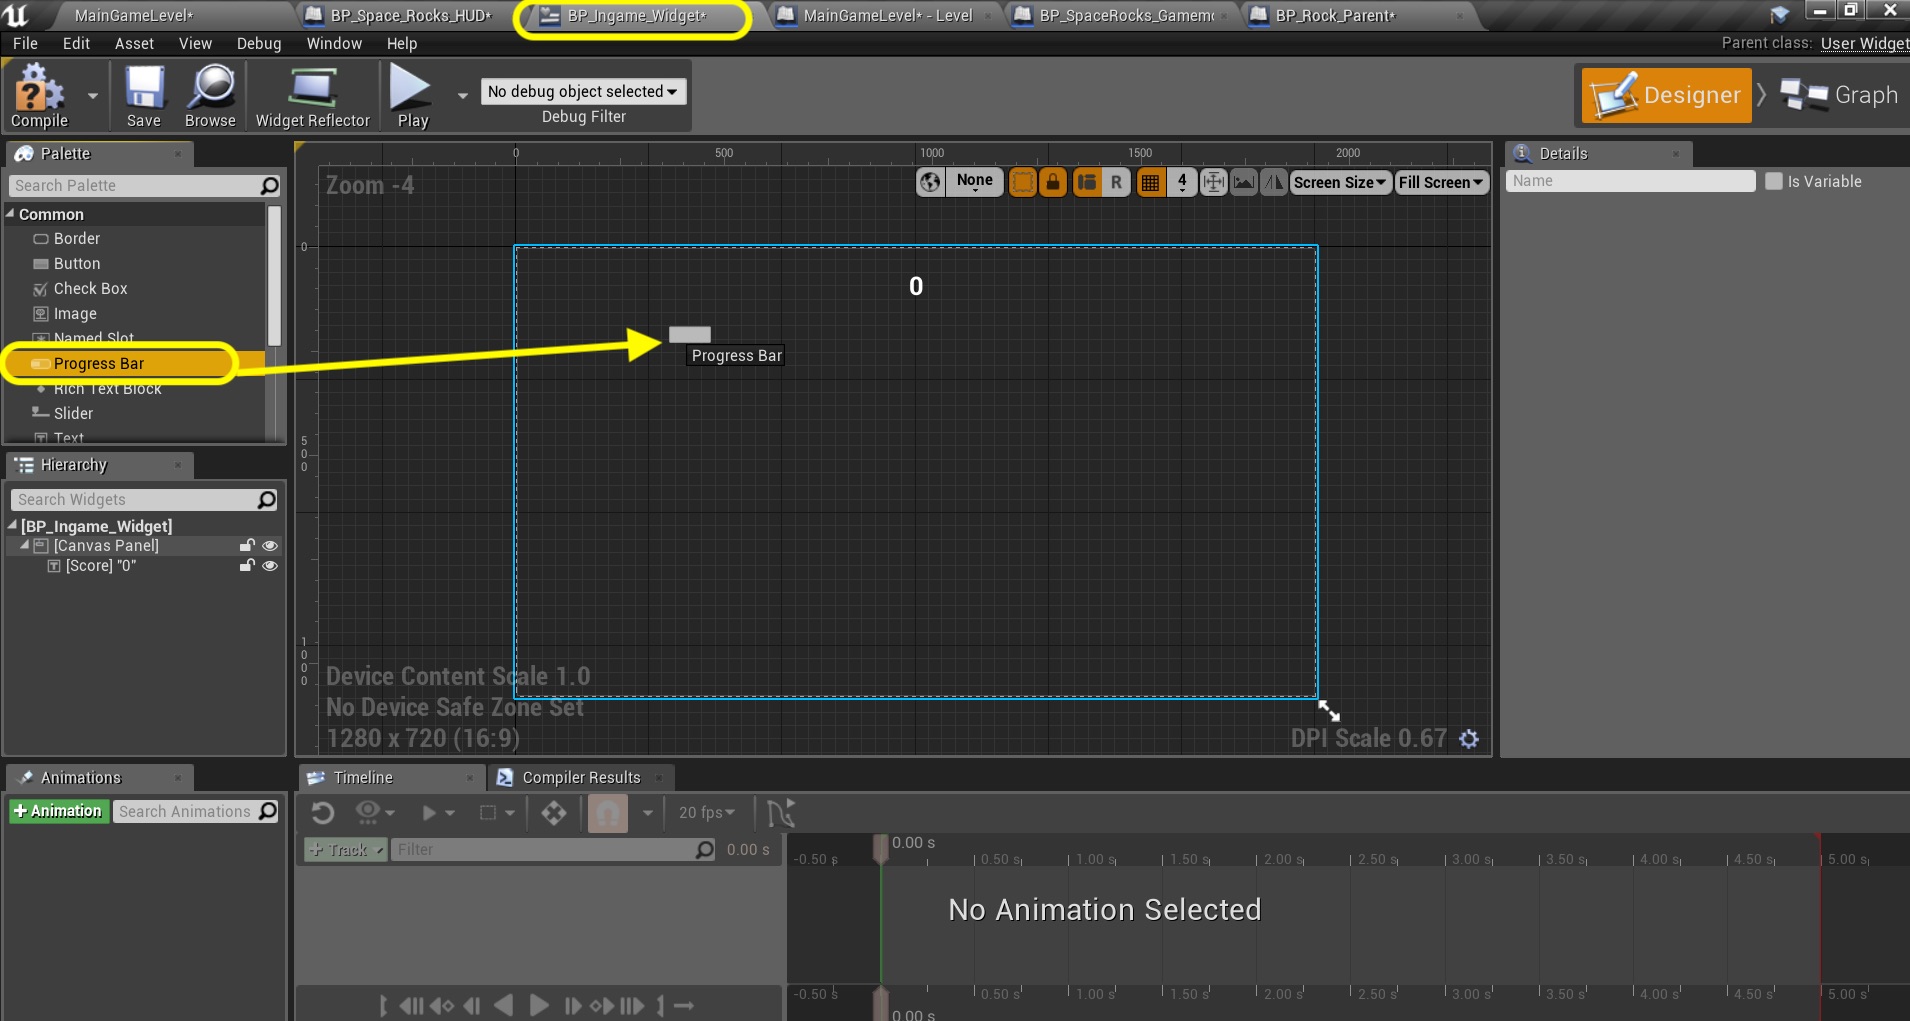 MainGameLevel*
BP_Space_Rocks_HUD*
BP_Ingame_Widget*
MainGameLevel* - Level
BP_SpaceRocks_Gamem
BP_Rock_Parent*
File Edit Asset View Debug Window Help
Parent class: User Widget
Compile
Save
Browse
Widget Reflector
Play
No debug object selected
Debug Filter
Designer
Graph
Palette
Search Palette
Common
Border
Button
Check Box
Image
Named Slot
Progress Bar
Rich Text Block
Slider
Text
Hierarchy
Search Widgets
[BP_Ingame_Widget]
[Canvas Panel]
[Score] "0"
Animations
+ Animation
Search Animations
0 500 1000 1500 2000
Zoom -4
None
R
4
Screen Size
Fill Screen
0
500
1000
0
Progress Bar
Device Content Scale 1.0
No Device Safe Zone Set
1280 x 720 (16:9)
DPI Scale 0.67
Details
Name
Is Variable
Timeline
Compiler Results
20 fps
+ Track
Filter
0.00 s
0.00 s
-0.50 s 0.50 s 1.00 s 1.50 s 2.00 s 2.50 s 3.00 s 3.50 s 4.00 s 4.50 s 5.00 s
No Animation Selected
-0.50 s 0.50 s 1.00 s 1.50 s 2.00 s 2.50 s 3.00 s 3.50 s 4.00 s 4.50 s 5.00 s
0.00 s